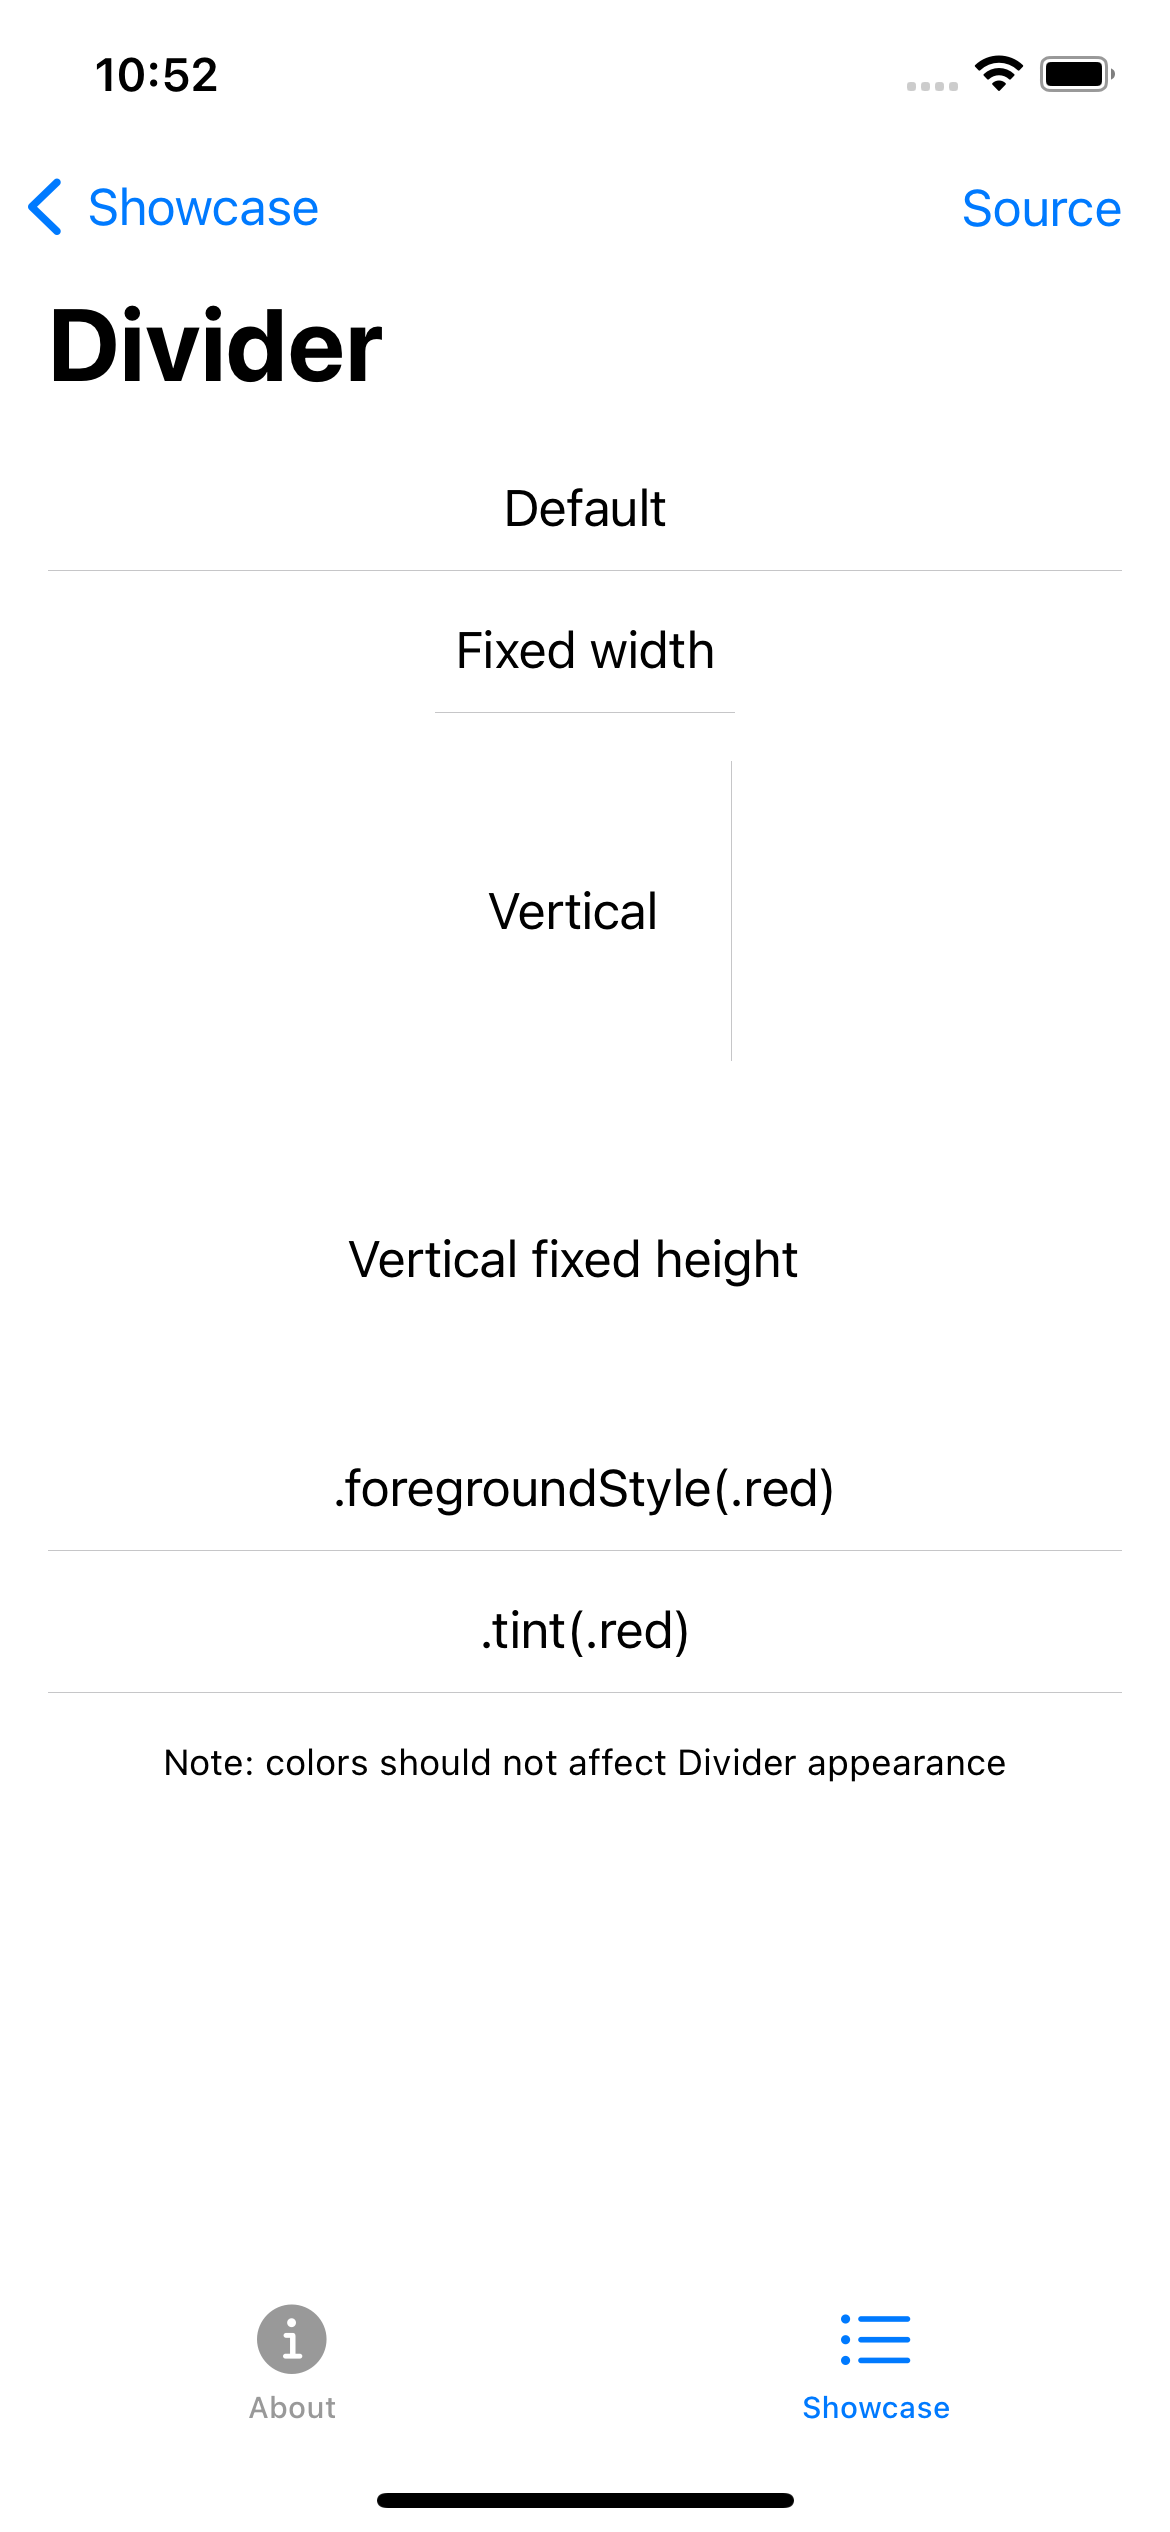 10:52
Showcase
Source
Divider
Default
Fixed width
Vertical
Vertical fixed height
.foregroundStyle(.red)
.tint(.red)
Note: colors should not affect Divider appearance
About
Showcase